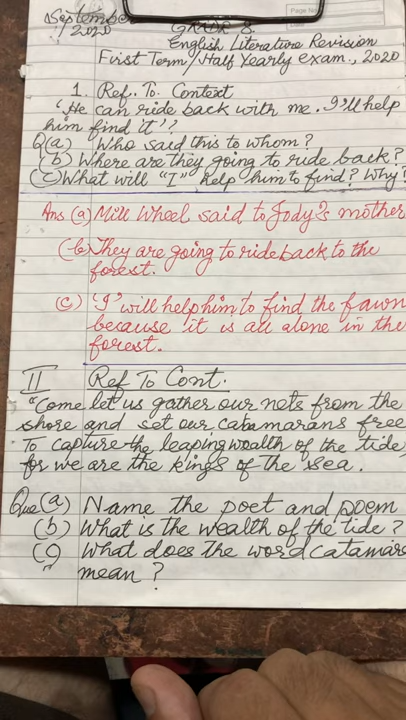 September
2020
GRADE 8.
English Literature Revision
First Term/Half Yearly exam., 2020
Page No
Date
1. Ref. To. Context
"He can ride back with me. I'll help
him find it"?
Q(a) Who said this to whom?
(b) Where are they going to ride back?
(c) What will "I" help him to find? Why?
Ans (a) Mill Wheel said to Jody's mother
(b) They are going to ride back to the
forest.
(c) 'I' will help him to find the fawn
because it is all alone in the
forest.
II Ref To Cont.
"Come let us gather our nets from the
shore and set our catamarans free
To capture the leaping wealth of the tide,
for we are the kings of the sea.
Que (a) Name the poet and poem
(b) What is the wealth of the tide?
(c) What does the word catamara
mean?